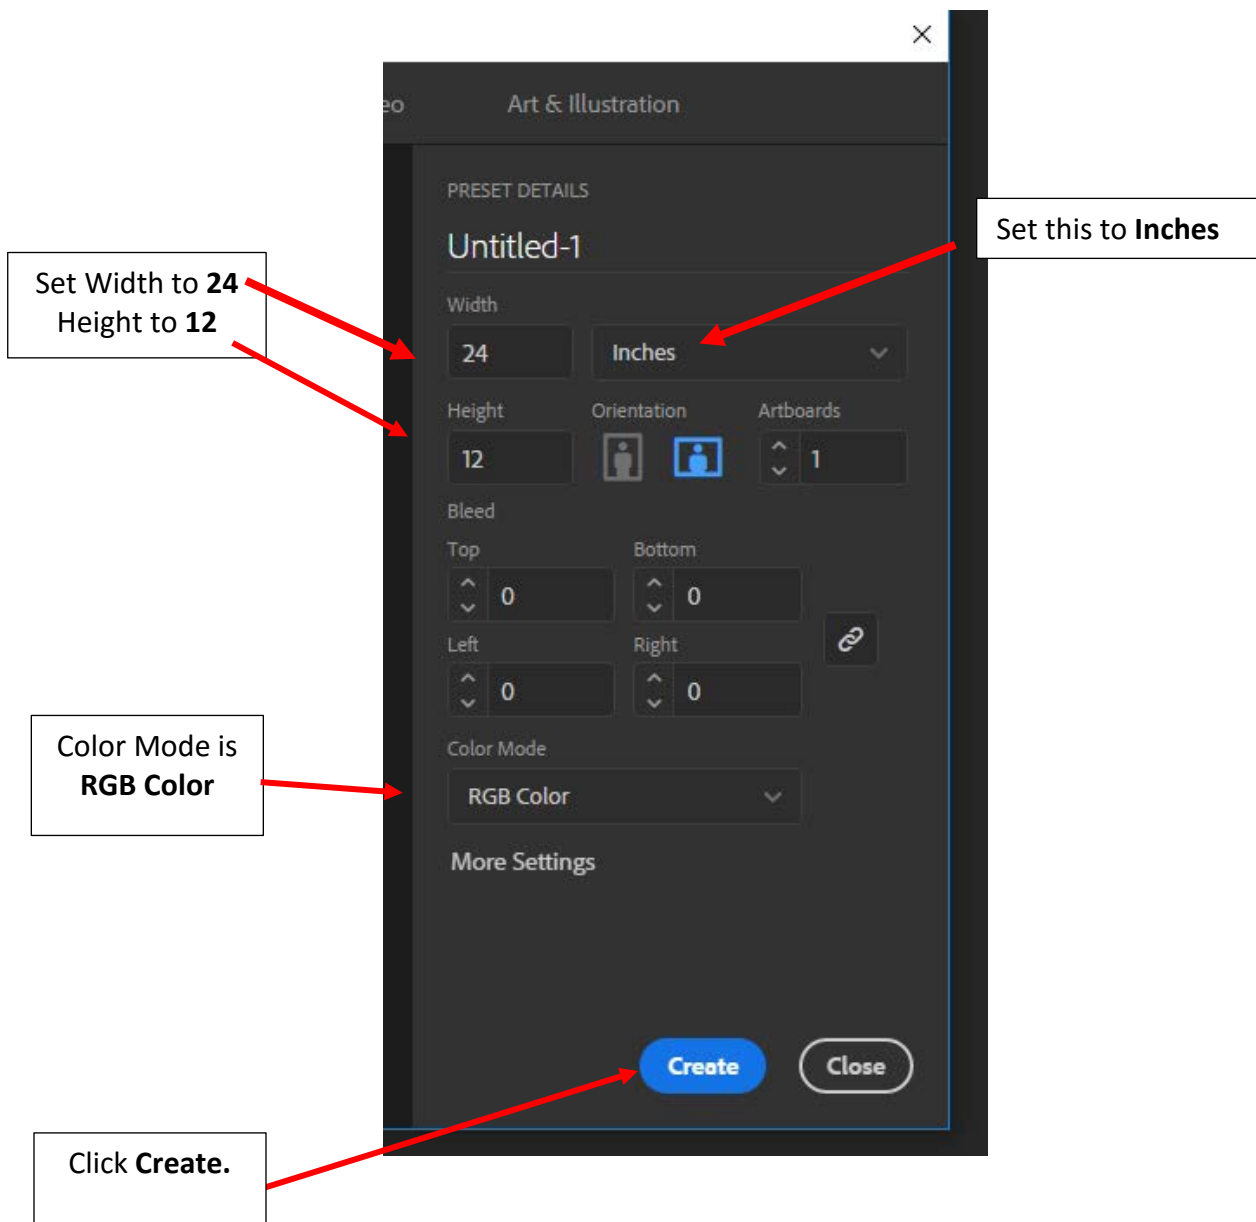 eo Art & Illustration
PRESET DETAILS
Untitled-1
Set this to Inches
Set Width to 24
Height to 12
Width
24 Inches
Height Orientation Artboards
12 1
Bleed
Top Bottom
0 0
Left Right
0 0
Color Mode is
RGB Color
Color Mode
RGB Color
More Settings
Create Close
Click Create.